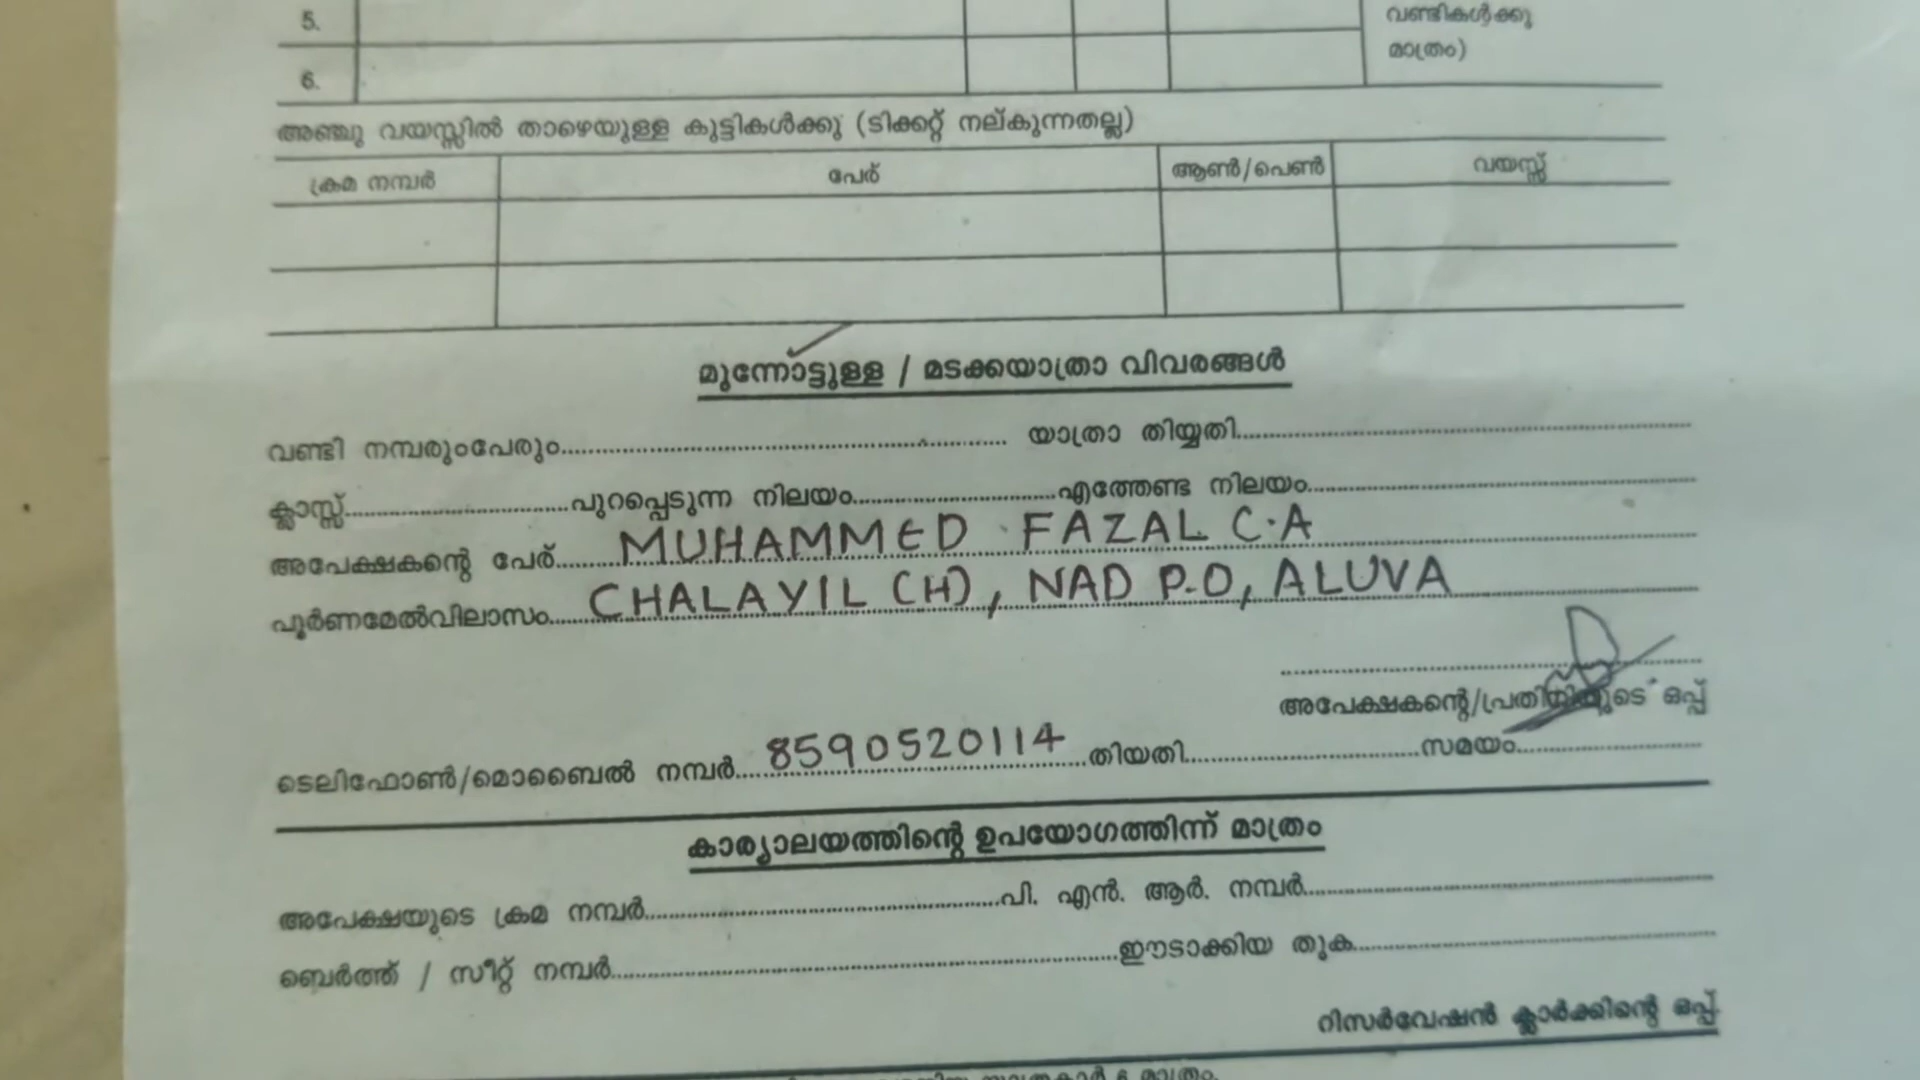 5. വണ്ടികൾക്കു
6. മാത്രം)
അഞ്ചു വയസ്സിൽ താഴെയുള്ള കുട്ടികൾക്കു (ടിക്കറ്റ് നല്കുന്നതല്ല)
ക്രമ നമ്പർ പേര് ആൺ/പെൺ വയസ്സ്
മുന്നോട്ടുള്ള / മടക്കയാത്രാ വിവരങ്ങൾ
വണ്ടി നമ്പരുംപേരും യാത്രാ തിയ്യതി
ക്ലാസ്സ് പുറപ്പെടുന്ന നിലയം എത്തേണ്ട നിലയം
അപേക്ഷകന്റെ പേര് MUHAMMED FAZAL C.A
പൂർണമേൽവിലാസം CHALAYIL (H), NAD P.O, ALUVA
അപേക്ഷകന്റെ/പ്രതിനിധിയുടെ ഒപ്പ്
ടെലിഫോൺ/മൊബൈൽ നമ്പർ 8590520114 തിയതി സമയം
കാര്യാലയത്തിന്റെ ഉപയോഗത്തിന്ന് മാത്രം
അപേക്ഷയുടെ ക്രമ നമ്പർ പി. എൻ. ആർ. നമ്പർ
ബെർത്ത് / സീറ്റ് നമ്പർ ഈടാക്കിയ തുക
റിസർവേഷൻ ക്ലാർക്കിന്റെ ഒപ്പ്